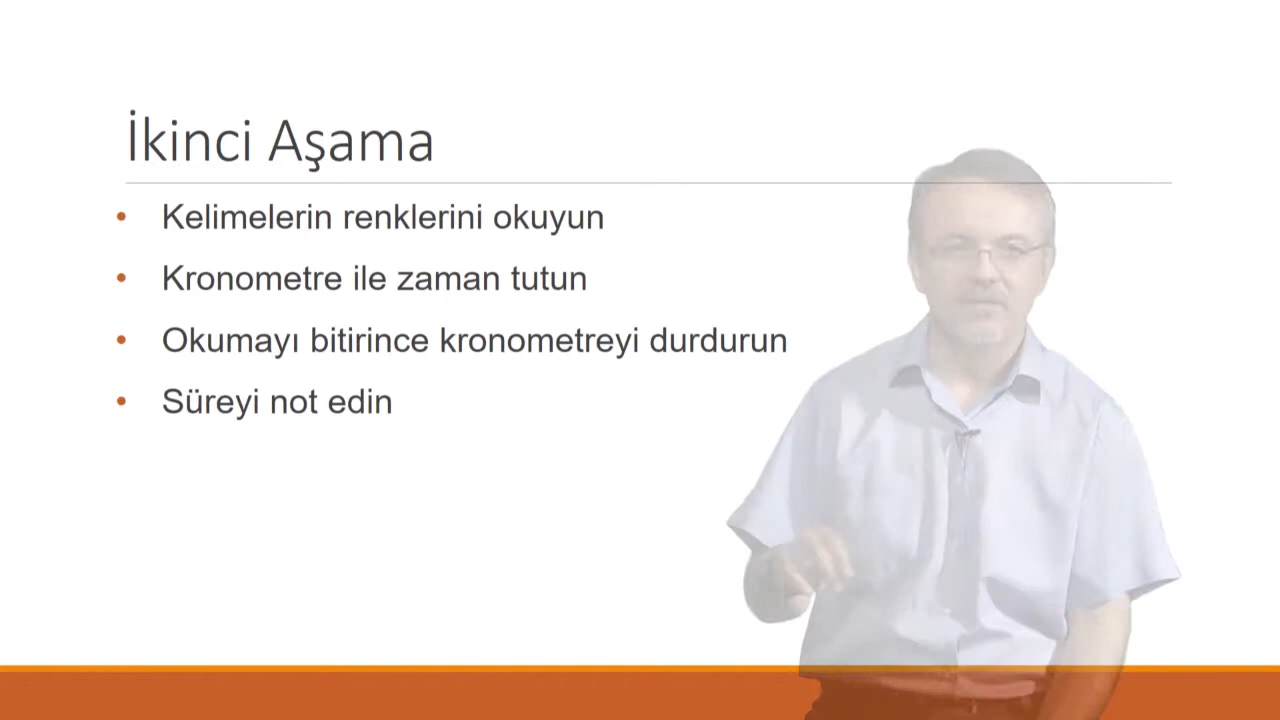 İkinci Aşama
• Kelimelerin renklerini okuyun
• Kronometre ile zaman tutun
• Okumayı bitirince kronometreyi durdurun
• Süreyi not edin